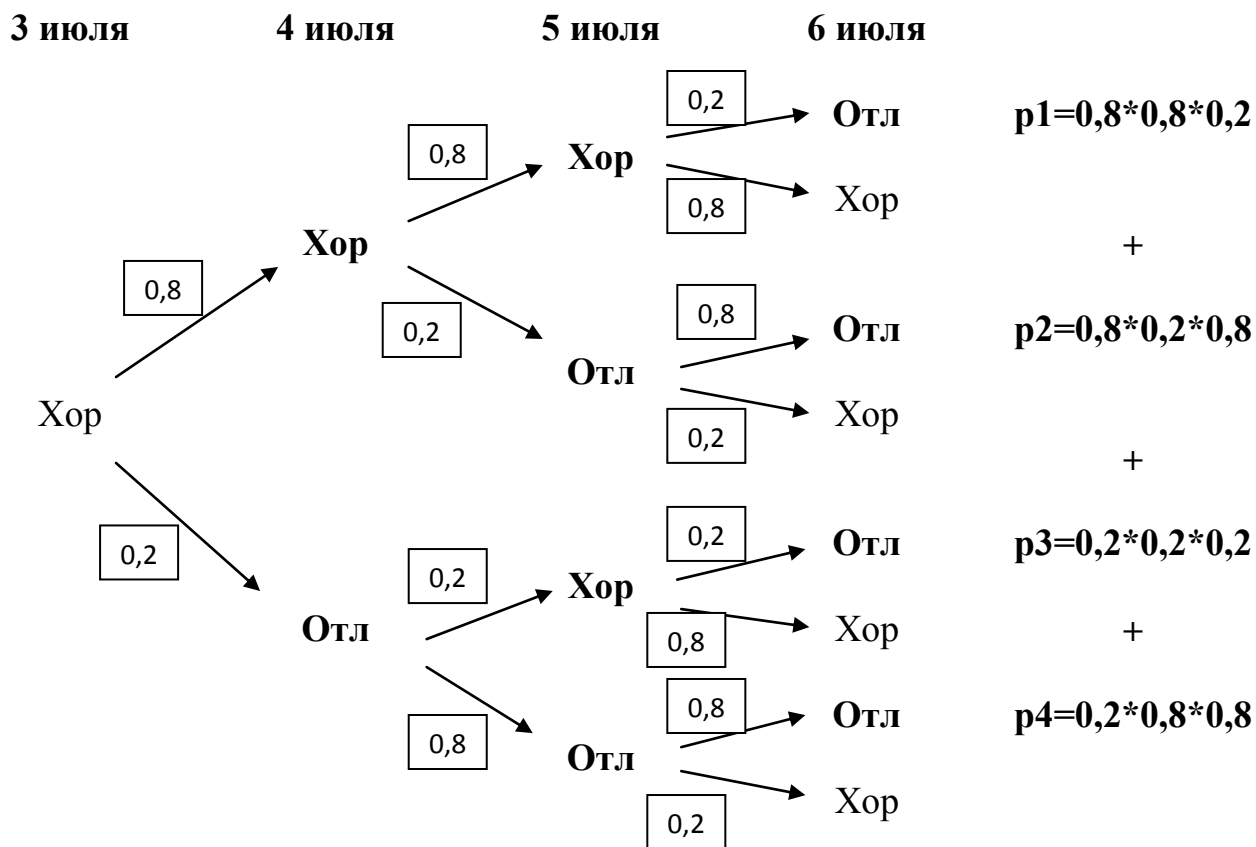 3 июля 4 июля 5 июля 6 июля
0,2
Отл p1=0,8*0,8*0,2
0,8
Хор
0,8
Хор
Хор
+
0,8
0,2
0,8
Отл p2=0,8*0,2*0,8
Отл
0,2
Хор
Хор
+
0,2
0,2
0,2
Отл p3=0,2*0,2*0,2
Хор
Отл
0,8
Хор
+
0,8
0,8
Отл p4=0,2*0,8*0,8
Отл
0,2
Хор